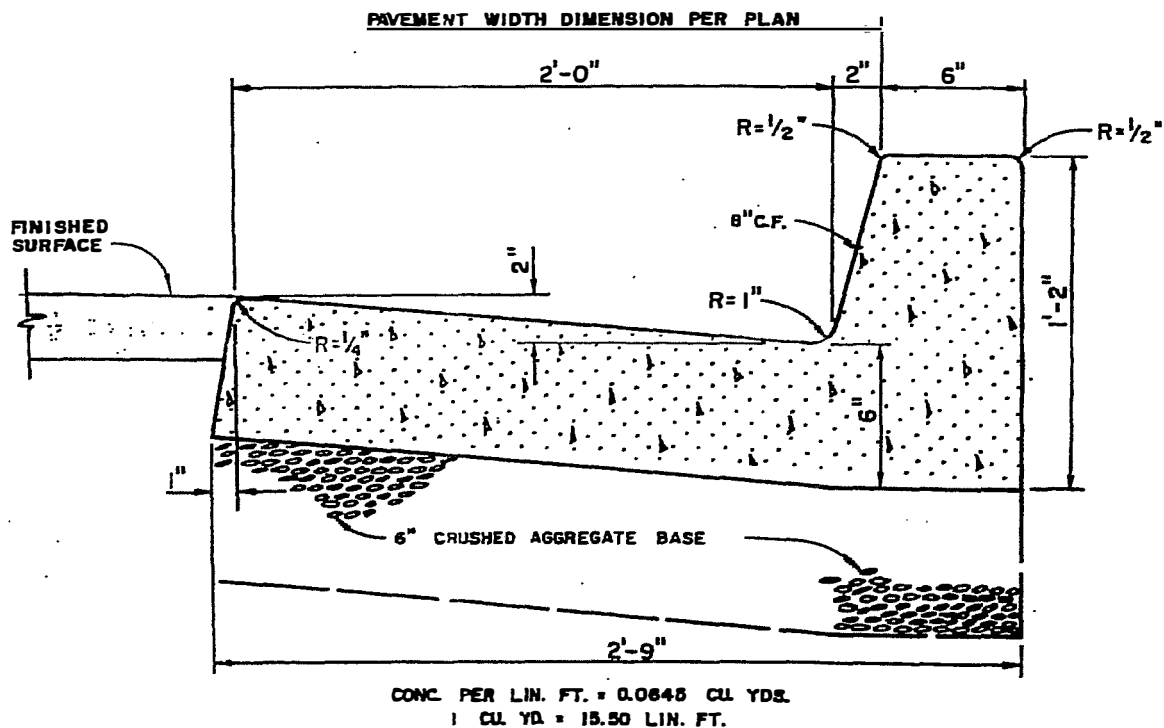 PAVEMENT WIDTH DIMENSION PER PLAN
2'-0"
2"
6"
R=1/2"
R=1/2"
8" C.F.
FINISHED
SURFACE
2"
R=1"
1'-2"
R=1/4"
6"
1"
6" CRUSHED AGGREGATE BASE
2'-9"
CONC. PER LIN. FT. = 0.0645 CU. YDS.
1 CU. YD. = 15.50 LIN. FT.